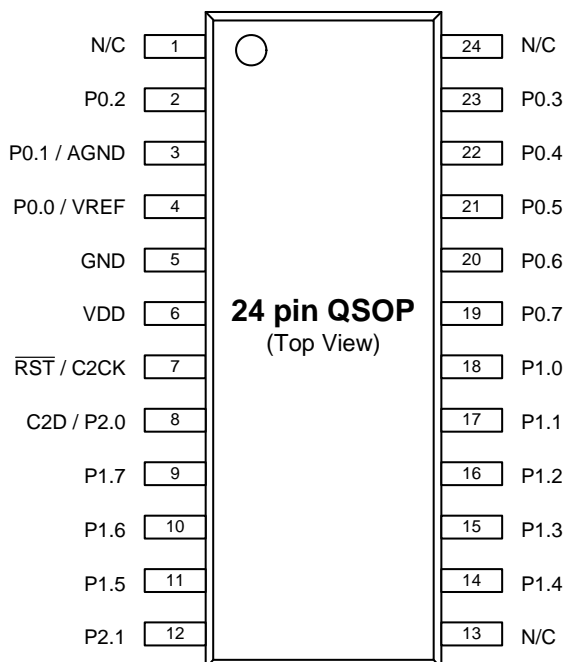 N/C 1 24 N/C
P0.2 2 23 P0.3
P0.1 / AGND 3 22 P0.4
P0.0 / VREF 4 21 P0.5
GND 5 20 P0.6
VDD 6 19 P0.7
24 pin QSOP
(Top View)
RST / C2CK 7 18 P1.0
C2D / P2.0 8 17 P1.1
P1.7 9 16 P1.2
P1.6 10 15 P1.3
P1.5 11 14 P1.4
P2.1 12 13 N/C